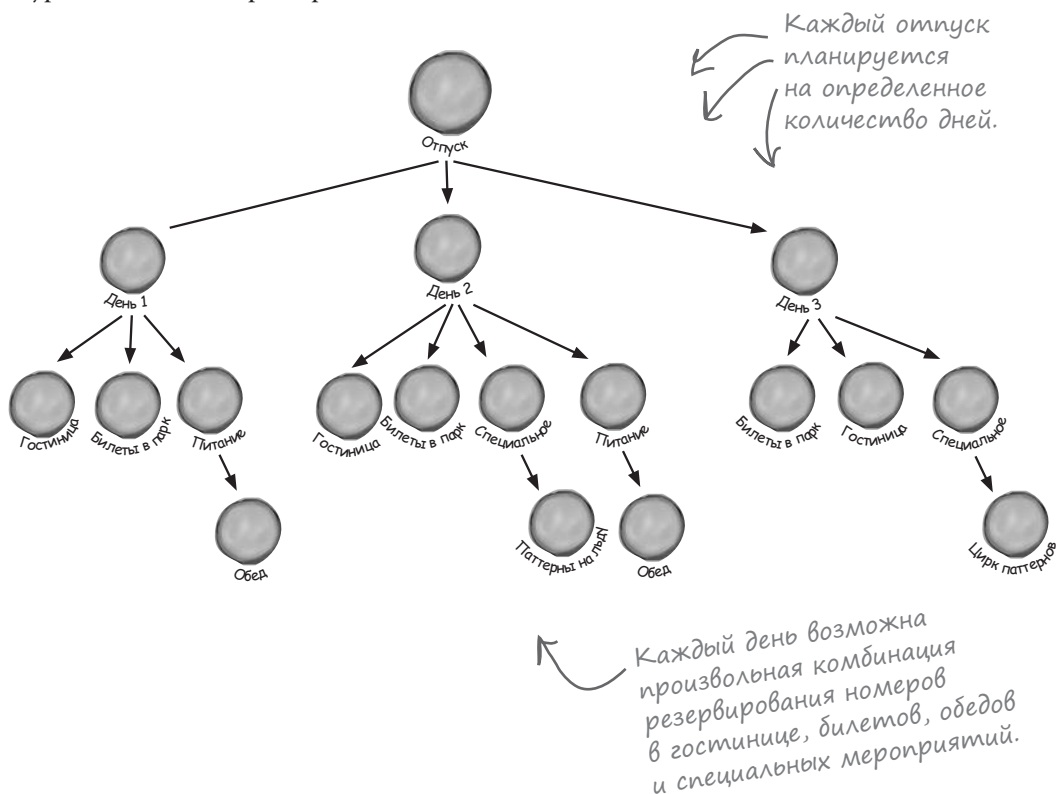 Каждый отпуск
планируется
на определенное
количество дней.
Отпуск
День 1
День 2
День 3
Гостиница
Билеты в парк
Питание
Гостиница
Билеты в парк
Специальное
Питание
Билеты в парк
Гостиница
Специальное
Обед
Паттерны на льду
Обед
Цирк паттернов
Каждый день возможна
произвольная комбинация
резервирования номеров
в гостинице, билетов, обедов
и специальных мероприятий.